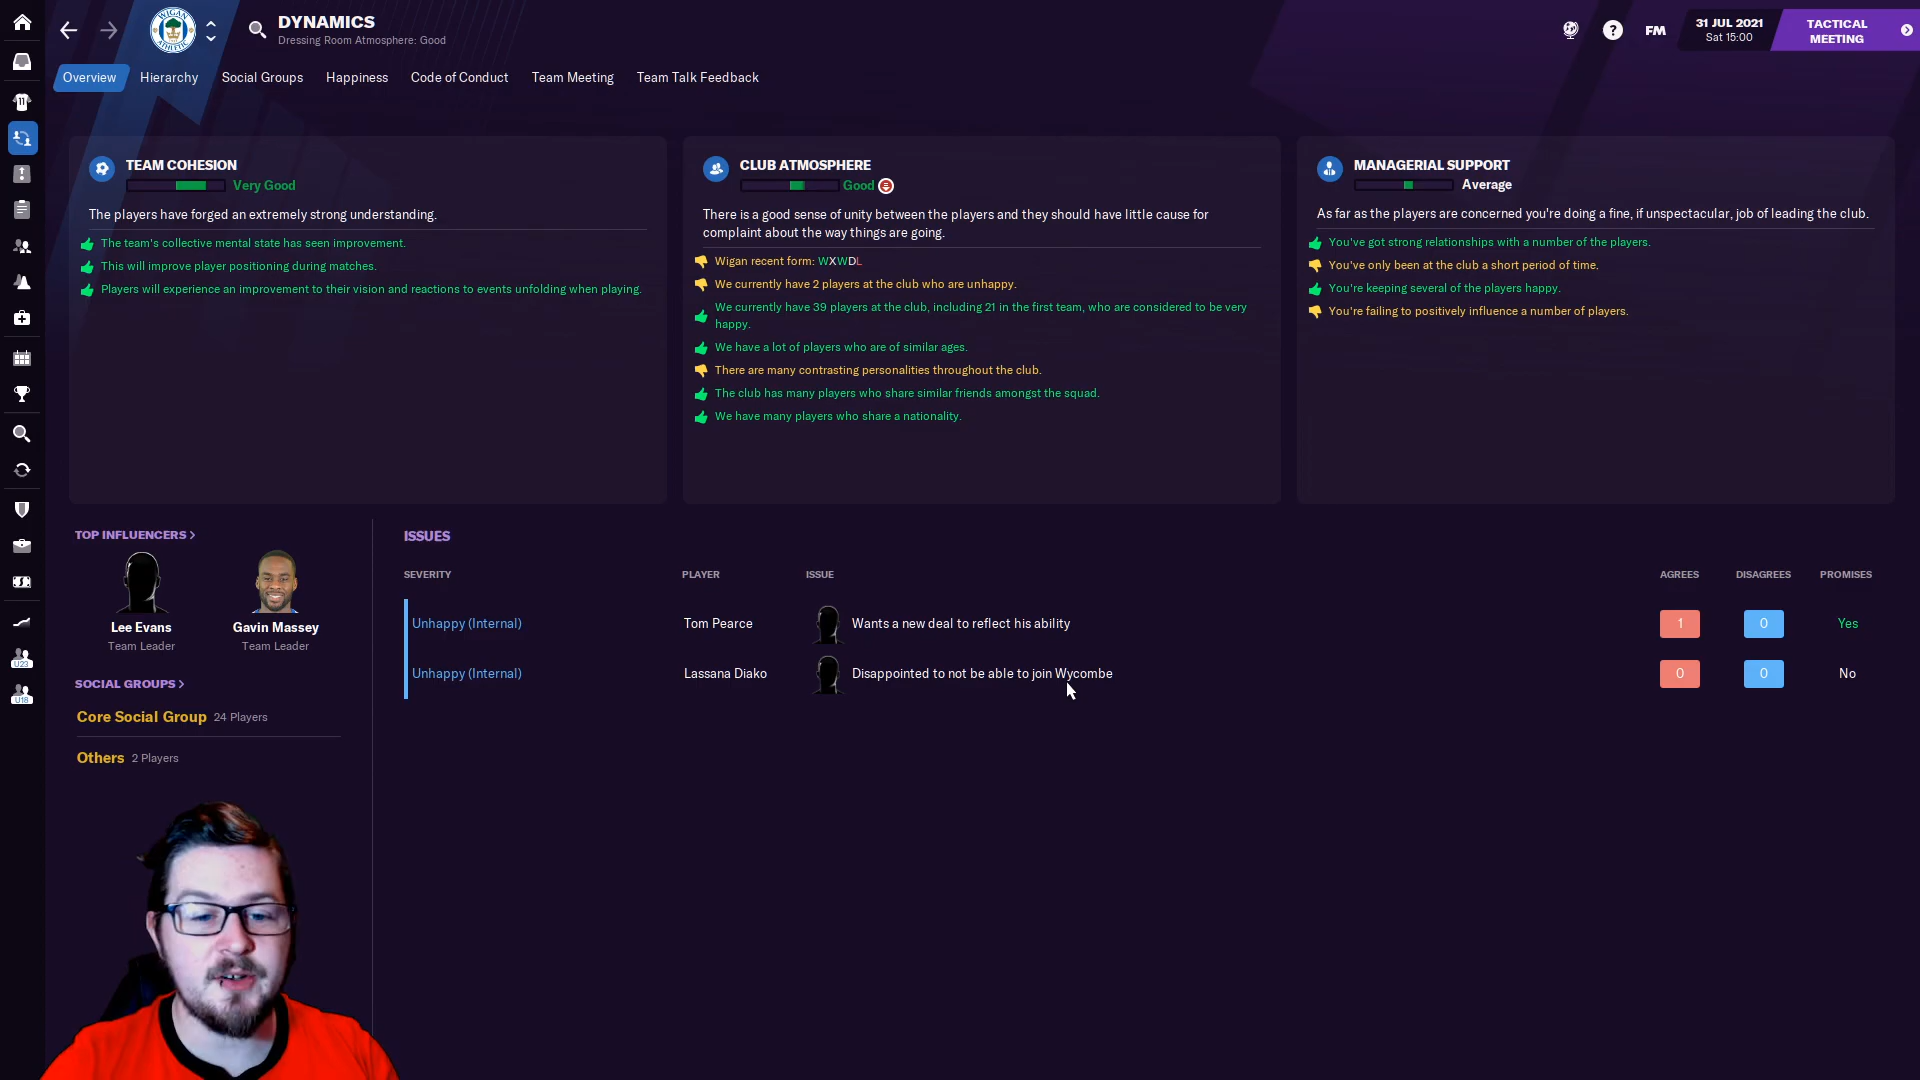 DYNAMICS
Dressing Room Atmosphere: Good
FM
31 JUL 2021
Sat 15:00
TACTICAL
MEETING
Overview
Hierarchy
Social Groups
Happiness
Code of Conduct
Team Meeting
Team Talk Feedback
TEAM COHESION
Very Good
The players have forged an extremely strong understanding.
The team's collective mental state has seen improvement.
This will improve player positioning during matches.
Players will experience an improvement to their vision and reactions to events unfolding when playing.
CLUB ATMOSPHERE
Good
There is a good sense of unity between the players and they should have little cause for
complaint about the way things are going.
Wigan recent form: WXWDL
We currently have 2 players at the club who are unhappy.
We currently have 39 players at the club, including 21 in the first team, who are considered to be very
happy.
We have a lot of players who are of similar ages.
There are many contrasting personalities throughout the club.
The club has many players who share similar friends amongst the squad.
We have many players who share a nationality.
MANAGERIAL SUPPORT
Average
As far as the players are concerned you're doing a fine, if unspectacular, job of leading the club.
You've got strong relationships with a number of the players.
You've only been at the club a short period of time.
You're keeping several of the players happy.
You're failing to positively influence a number of players.
TOP INFLUENCERS >
Lee Evans
Team Leader
Gavin Massey
Team Leader
SOCIAL GROUPS >
Core Social Group 24 Players
Others 2 Players
ISSUES
SEVERITY PLAYER ISSUE AGREES DISAGREES PROMISES
Unhappy (Internal) Tom Pearce Wants a new deal to reflect his ability 1 0 Yes
Unhappy (Internal) Lassana Diako Disappointed to not be able to join Wycombe 0 0 No
U23
U18